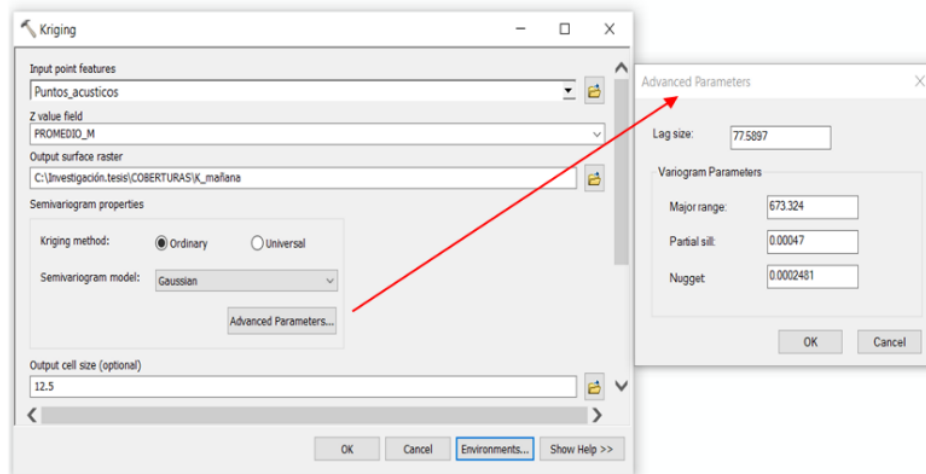 Kriging
Input point features
Puntos_acusticos
Z value field
PROMEDIO_M
Output surface raster
C:\Investigación.tesis\COBERTURAS\K_mañana
Semivariogram properties
Kriging method:
Ordinary
Universal
Semivariogram model:
Gaussian
Advanced Parameters...
Output cell size (optional)
12.5
OK
Cancel
Environments...
Show Help >>
Advanced Parameters
Lag size:
77.5897
Variogram Parameters
Major range:
673.324
Partial sill:
0.00047
Nugget:
0.0002481
OK
Cancel